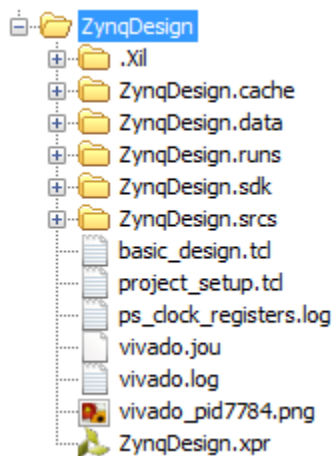 ZynqDesign
.Xil
ZynqDesign.cache
ZynqDesign.data
ZynqDesign.runs
ZynqDesign.sdk
ZynqDesign.srcs
basic_design.tcl
project_setup.tcl
ps_clock_registers.log
vivado.jou
vivado.log
vivado_pid7784.png
ZynqDesign.xpr